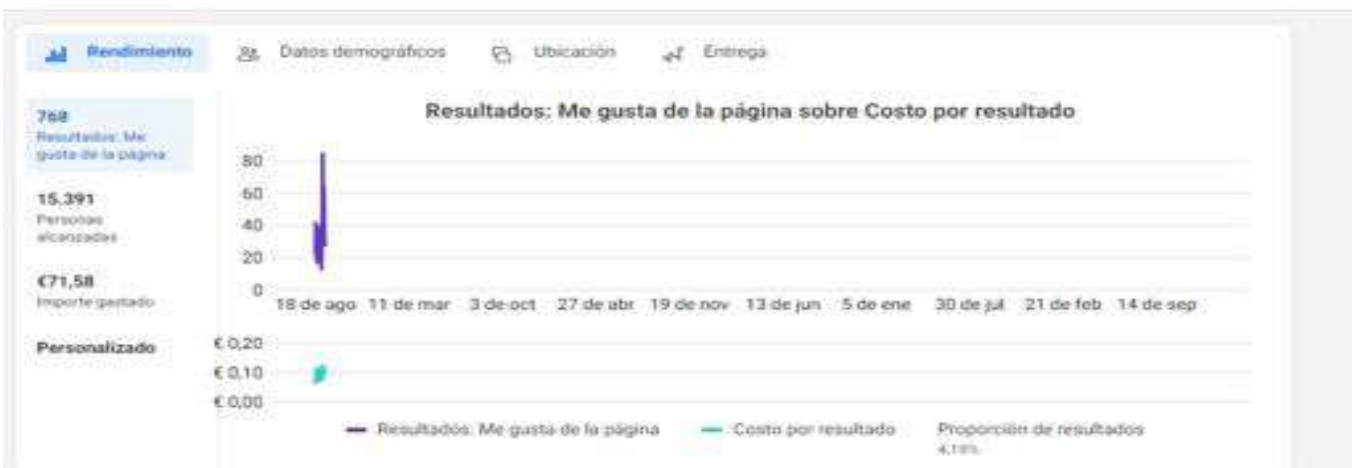 Rendimiento
Datos demográficos
Ubicación
Entrega
768
Resultados: Me
gusta de la página
15.391
Personas
alcanzadas
€71,58
Importe gastado
Personalizado
Resultados: Me gusta de la página sobre Costo por resultado
80
60
40
20
0
18 de ago 11 de mar 3 de oct 27 de abr 19 de nov 13 de jun 5 de ene 30 de jul 21 de feb 14 de sep
€ 0,20
€ 0,10
€ 0,00
Resultados: Me gusta de la página
Costo por resultado
Proporción de resultados